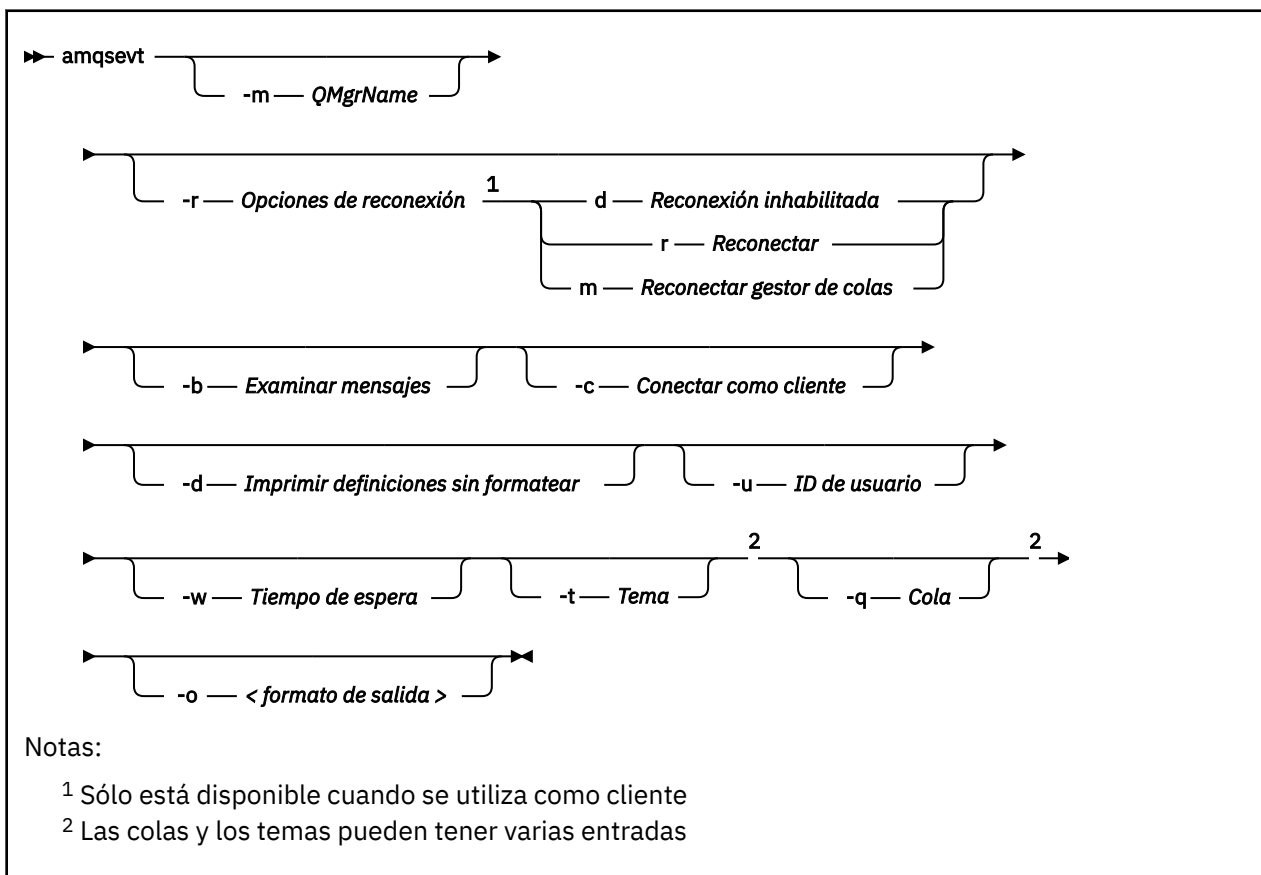 amqsevt
-m QMgrName
-r Opciones de reconexión 1 d Reconexión inhabilitada
r Reconectar
m Reconectar gestor de colas
-b Examinar mensajes -c Conectar como cliente
-d Imprimir definiciones sin formatear -u ID de usuario
-w Tiempo de espera -t Tema 2 -q Cola 2
-o < formato de salida >
Notas:
1 Sólo está disponible cuando se utiliza como cliente
2 Las colas y los temas pueden tener varias entradas